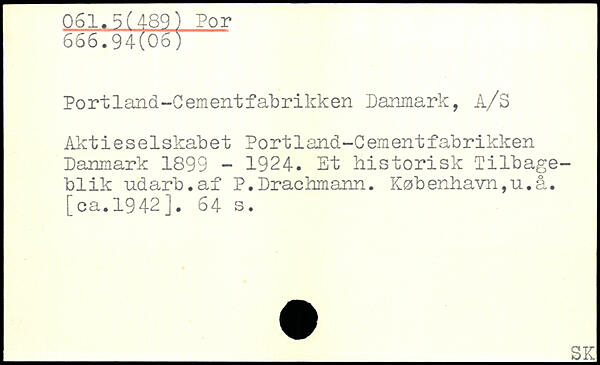 061.5(489) Por
666.94(06)
Portland-Cementfabrikken Danmark, A/S
Aktieselskabet Portland-Cementfabrikken
Danmark 1899 - 1924. Et historisk Tilbage-
blik udarb.af P.Drachmann. København,u.å.
[ca.1942]. 64 s.
SK